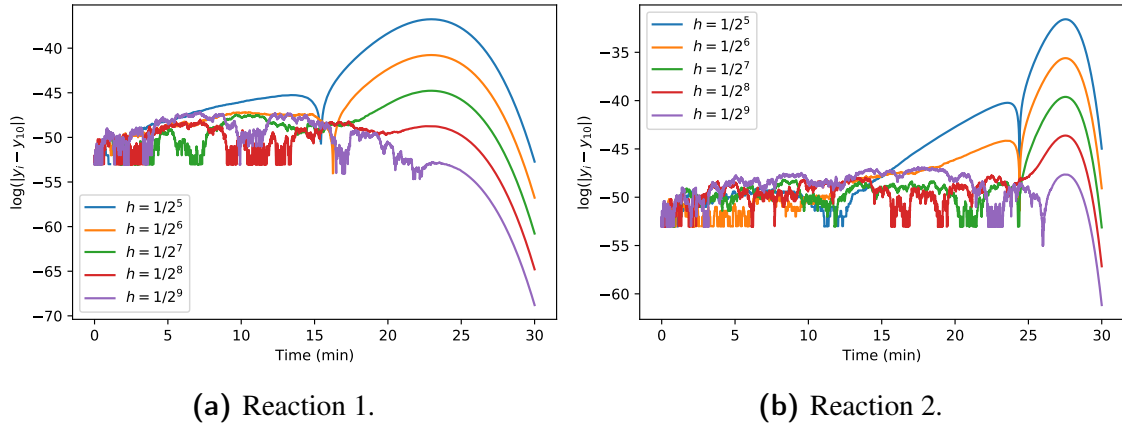 −40
−45
−50
−55
−60
−65
−70
log(|y_i − y_10|)
0 5 10 15 20 25 30
Time (min)
h = 1/2^5
h = 1/2^6
h = 1/2^7
h = 1/2^8
h = 1/2^9
(a) Reaction 1.
−35
−40
−45
−50
−55
−60
log(|y_i − y_10|)
0 5 10 15 20 25 30
Time (min)
h = 1/2^5
h = 1/2^6
h = 1/2^7
h = 1/2^8
h = 1/2^9
(b) Reaction 2.